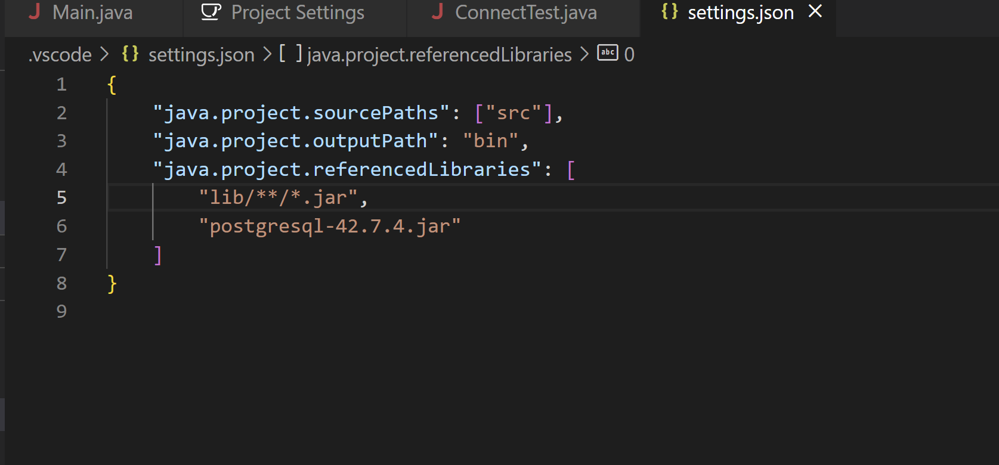 Main.java Project Settings ConnectTest.java {} settings.json
.vscode > {} settings.json > [ ] java.project.referencedLibraries > abc 0
1 {
2     "java.project.sourcePaths": ["src"],
3     "java.project.outputPath": "bin",
4     "java.project.referencedLibraries": [
5         "lib/**/*.jar",
6         "postgresql-42.7.4.jar"
7     ]
8 }
9